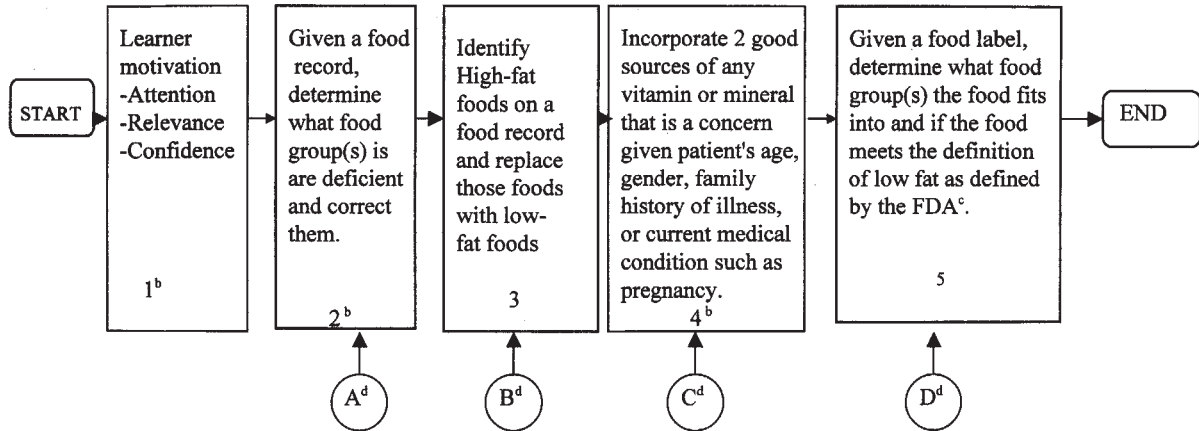 START
Learner
motivation
-Attention
-Relevance
-Confidence
1ᵇ
Given a food
record,
determine
what food
group(s) is
are deficient
and correct
them.
2ᵇ
Identify
High-fat
foods on a
food record
and replace
those foods
with low-
fat foods
3
Incorporate 2 good
sources of any
vitamin or mineral
that is a concern
given patient's age,
gender, family
history of illness,
or current medical
condition such as
pregnancy.
4ᵇ
Given a food label,
determine what food
group(s) the food fits
into and if the food
meets the definition
of low fat as defined
by the FDAᶜ.
5
END
Aᵈ
Bᵈ
Cᵈ
Dᵈ